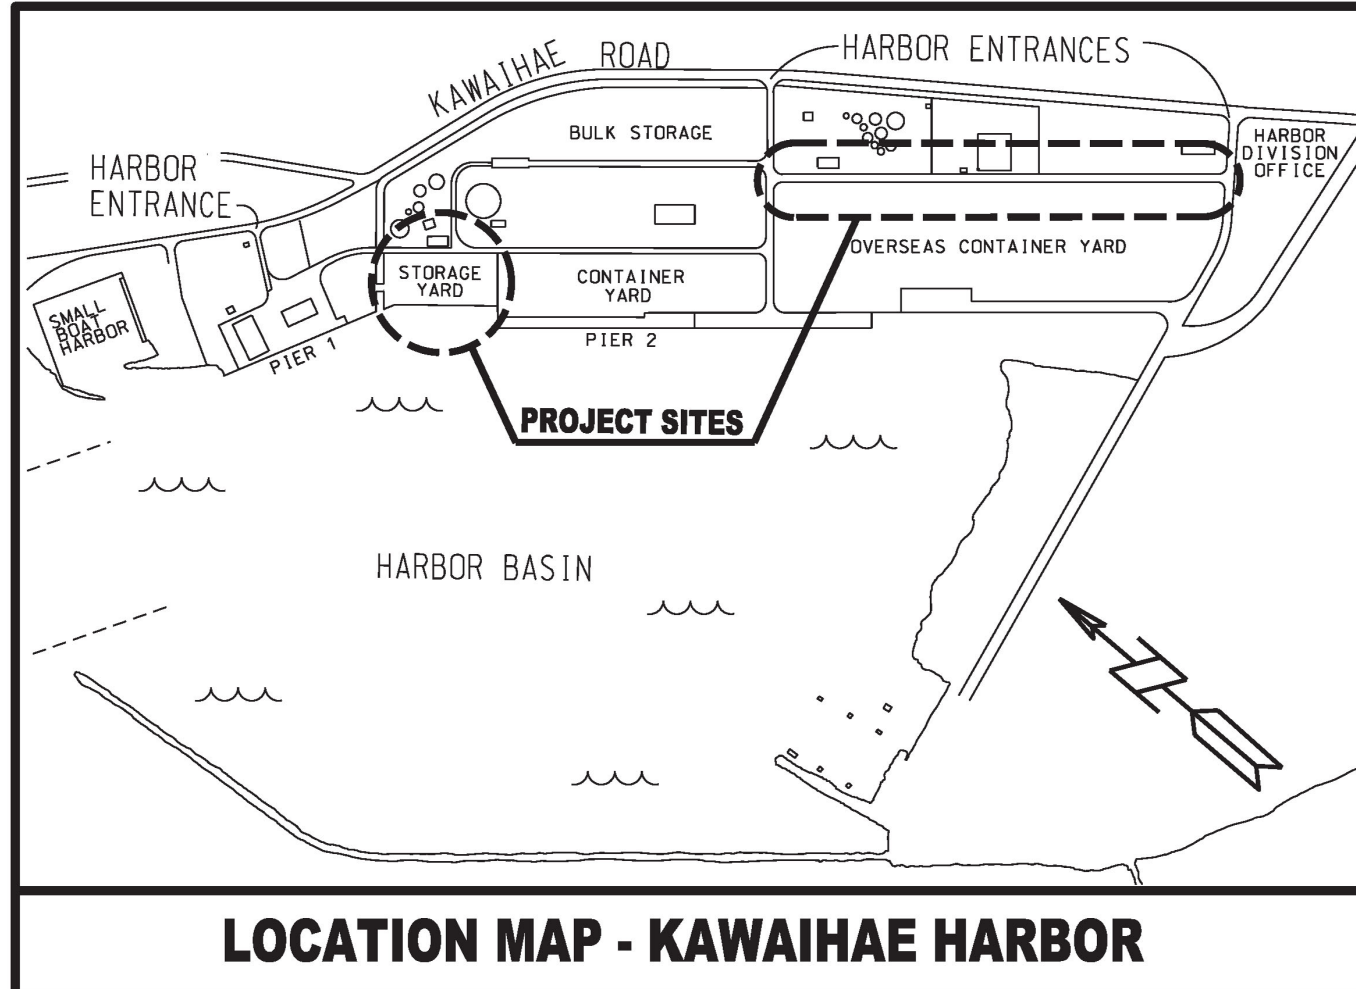 KAWAIHAE ROAD
HARBOR ENTRANCES
BULK STORAGE
HARBOR
DIVISION
OFFICE
HARBOR
ENTRANCE
OVERSEAS CONTAINER YARD
STORAGE
YARD
CONTAINER
YARD
SMALL
BOAT
HARBOR
PIER 1
PIER 2
PROJECT SITES
HARBOR BASIN
N
LOCATION MAP - KAWAIHAE HARBOR